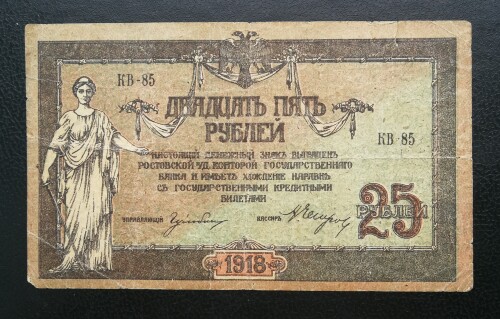 КВ-85
ДВАДЦАТЬ ПЯТЬ
РУБЛЕЙ
КВ-85
НАСТОЯЩІЙ ДЕНЕЖНЫЙ ЗНАКЪ ВЫПУЩЕНЪ
РОСТОВСКОЙ н/Д. КОНТОРОЙ ГОСУДАРСТВЕННАГО
БАНКА И ИМѢЕТЪ ХОЖДЕНІЕ НАРАВНѢ
СЪ ГОСУДАРСТВЕННЫМИ КРЕДИТНЫМИ
БИЛЕТАМИ
УПРАВЛЯЮЩІЙ
КАССИРЪ
25
РУБЛЕЙ
1918